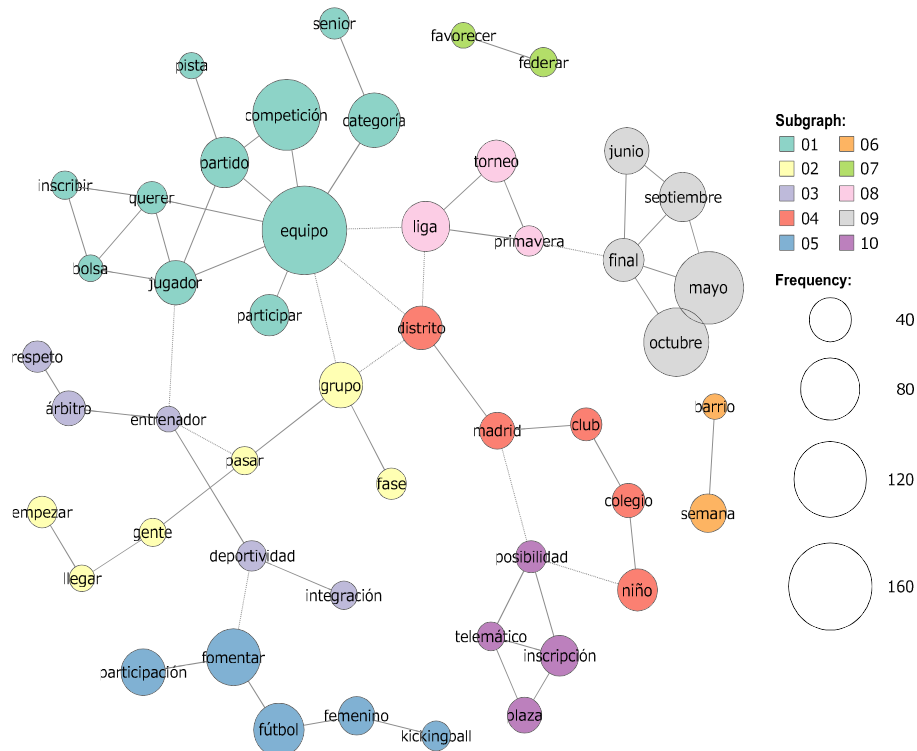 senior
favorecer
federar
pista
competición
categoría
Subgraph:
01
06
02
07
03
08
04
09
05
10
partido
torneo
junio
inscribir
querer
septiembre
equipo
liga
primavera
final
bolsa
jugador
mayo
Frequency:
participar
distrito
octubre
40
respeto
grupo
80
árbitro
entrenador
barrio
madrid
club
pasar
fase
120
colegio
empezar
semana
gente
llegar
deportividad
posibilidad
integración
niño
160
telemático
inscripción
fomentar
participación
plaza
femenino
fútbol
kickingball